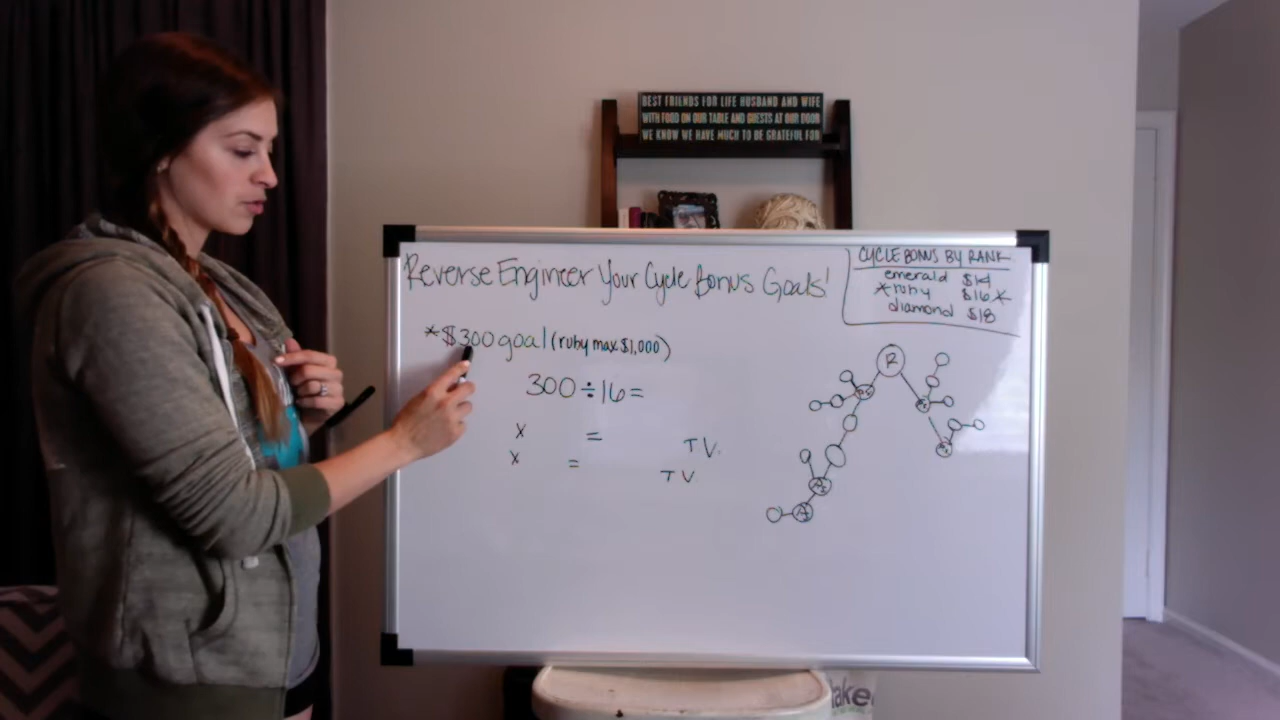 BEST FRIENDS FOR LIFE HUSBAND AND WIFE
WITH FOOD ON OUR TABLE AND GUESTS AT OUR DOOR
WE KNOW WE HAVE MUCH TO BE GRATEFUL FOR
Reverse Engineer Your Cycle Bonus Goals!
CYCLE BONUS BY RANK
emerald $14
*ruby $16*
diamond $18
*$300 goal (ruby max $1,000)
300÷16=
x = TV.
x = TV
R